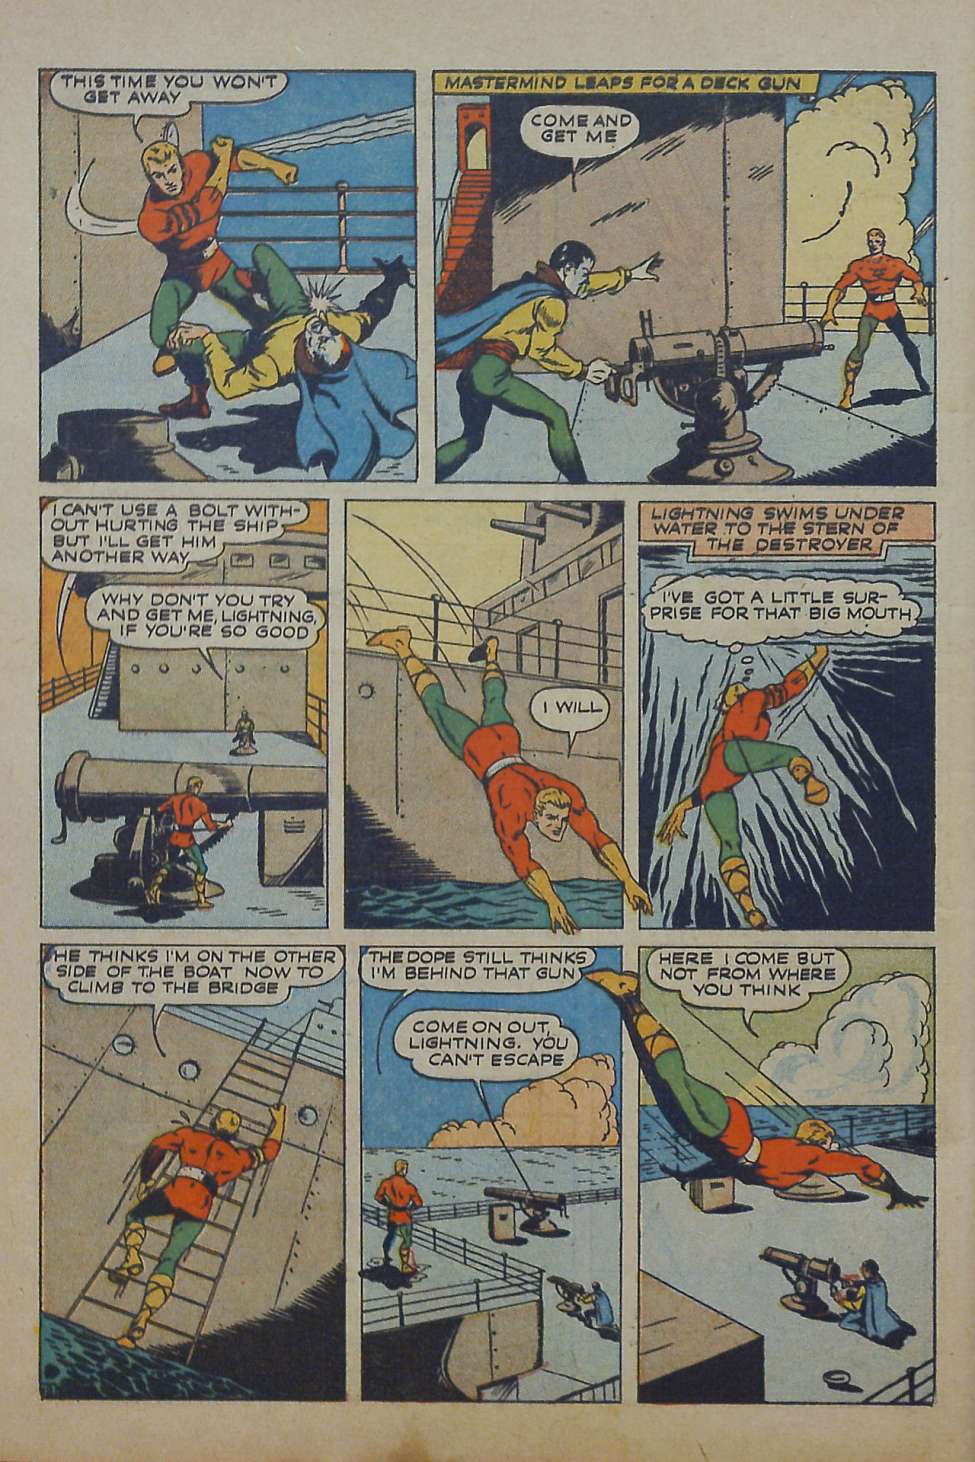 THIS TIME YOU WON'T
GET AWAY
MASTERMIND LEAPS FOR A DECK GUN
COME AND
GET ME
I CAN'T USE A BOLT WITH-
OUT HURTING THE SHIP
BUT I'LL GET HIM
ANOTHER WAY
WHY DON'T YOU TRY
AND GET ME, LIGHTNING,
IF YOU'RE SO GOOD
I WILL
LIGHTNING SWIMS UNDER
WATER TO THE STERN OF
THE DESTROYER
I'VE GOT A LITTLE SUR-
PRISE FOR THAT BIG MOUTH
HE THINKS I'M ON THE OTHER
SIDE OF THE BOAT NOW TO
CLIMB TO THE BRIDGE
THE DOPE STILL THINKS
I'M BEHIND THAT GUN
COME ON OUT,
LIGHTNING. YOU
CAN'T ESCAPE
HERE I COME BUT
NOT FROM WHERE
YOU THINK